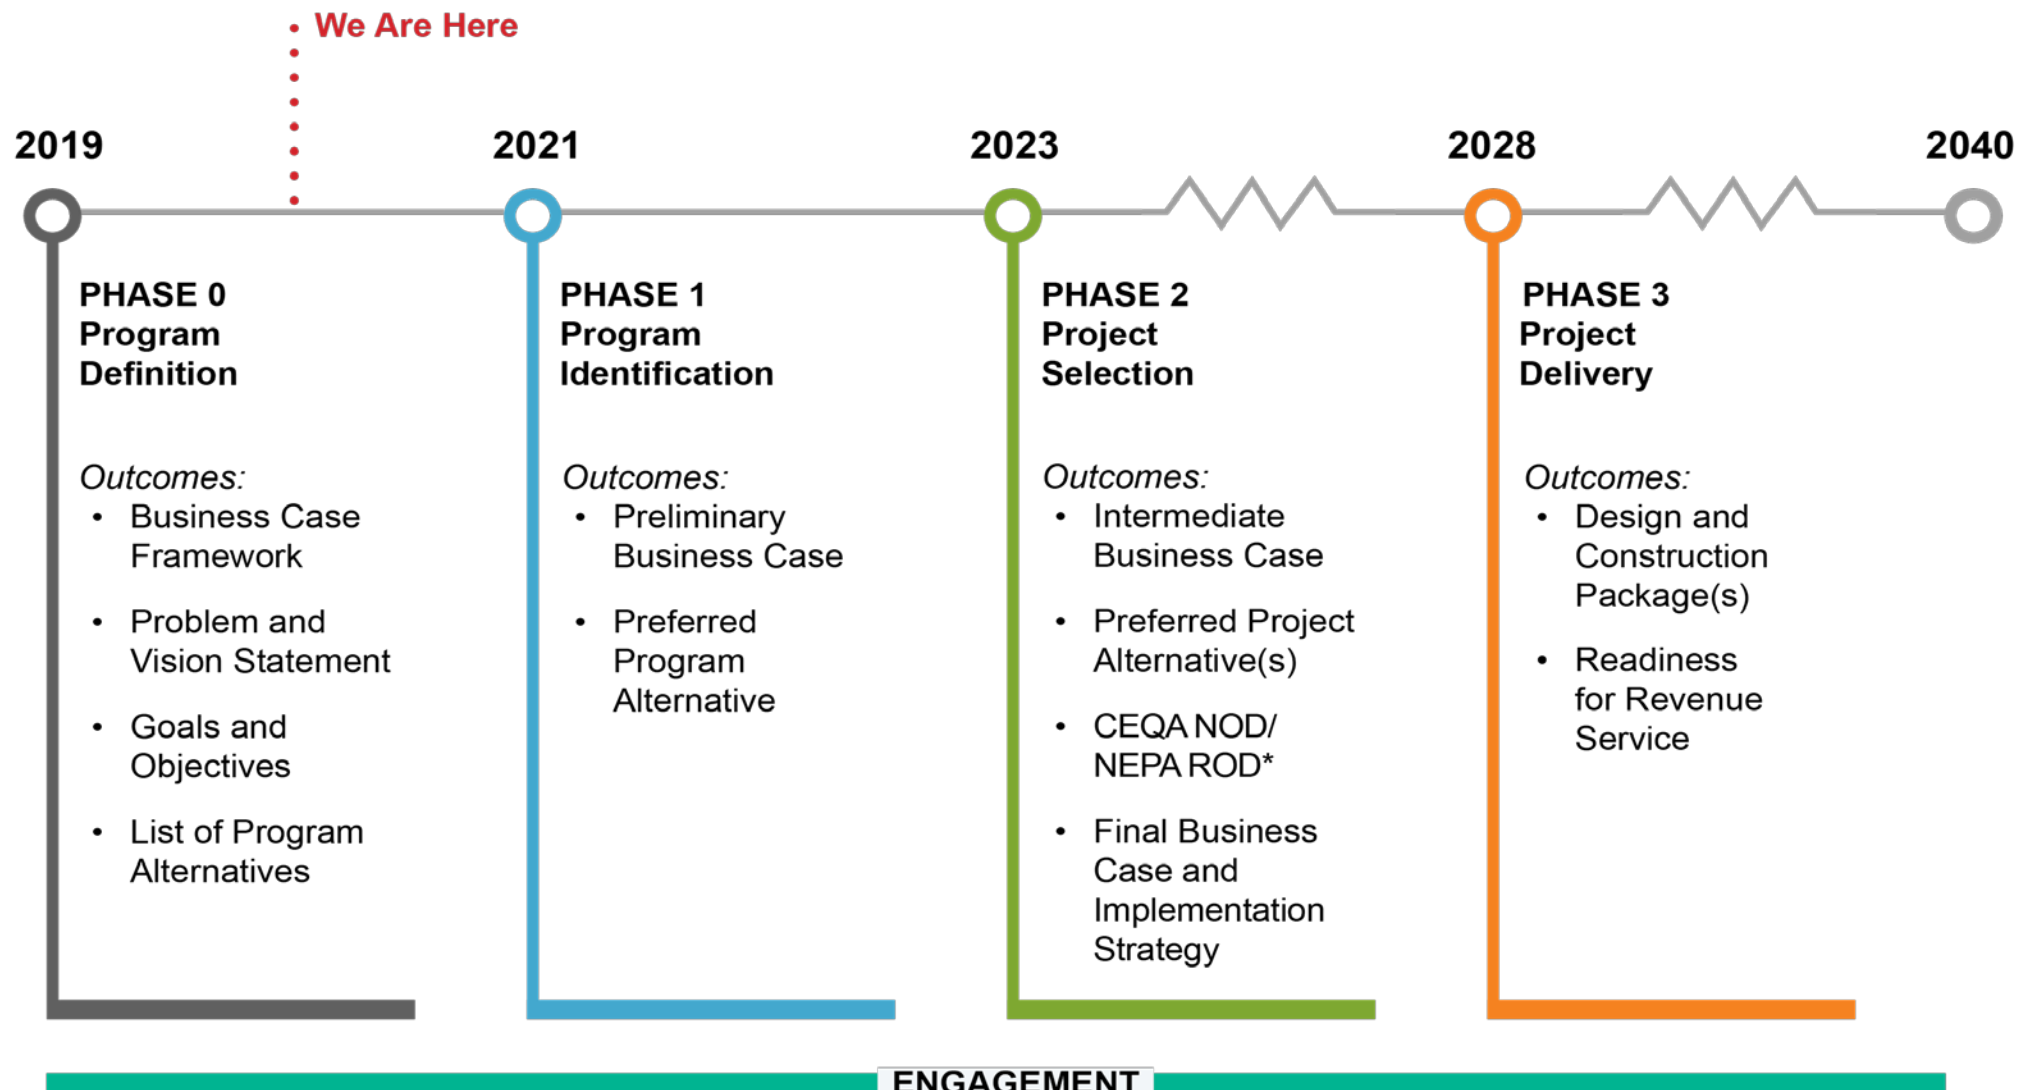 We Are Here
2019
2021
2023
2028
2040
PHASE 0
Program
Definition
Outcomes:
• Business Case
Framework
• Problem and
Vision Statement
• Goals and
Objectives
• List of Program
Alternatives
PHASE 1
Program
Identification
Outcomes:
• Preliminary
Business Case
• Preferred
Program
Alternative
PHASE 2
Project
Selection
Outcomes:
• Intermediate
Business Case
• Preferred Project
Alternative(s)
• CEQA NOD/
NEPA ROD*
• Final Business
Case and
Implementation
Strategy
PHASE 3
Project
Delivery
Outcomes:
• Design and
Construction
Package(s)
• Readiness
for Revenue
Service
ENGAGEMENT